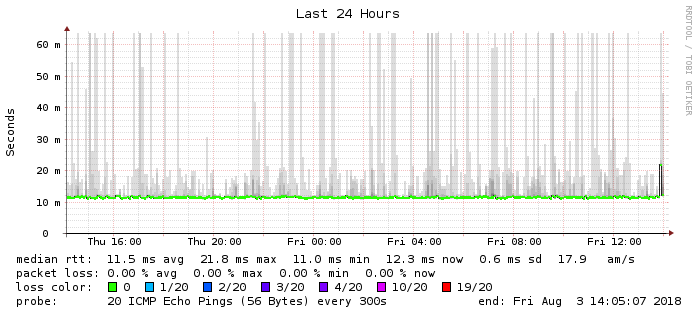 Last 24 Hours
RRDTOOL / TOBI OETIKER
Seconds
60 m
50 m
40 m
30 m
20 m
10 m
0
Thu 16:00 Thu 20:00 Fri 00:00 Fri 04:00 Fri 08:00 Fri 12:00
median rtt: 11.5 ms avg 21.8 ms max 11.0 ms min 12.3 ms now 0.6 ms sd 17.9 am/s
packet loss: 0.00 % avg 0.00 % max 0.00 % min 0.00 % now
loss color: 0 1/20 2/20 3/20 4/20 10/20 19/20
probe: 20 ICMP Echo Pings (56 Bytes) every 300s end: Fri Aug 3 14:05:07 2018